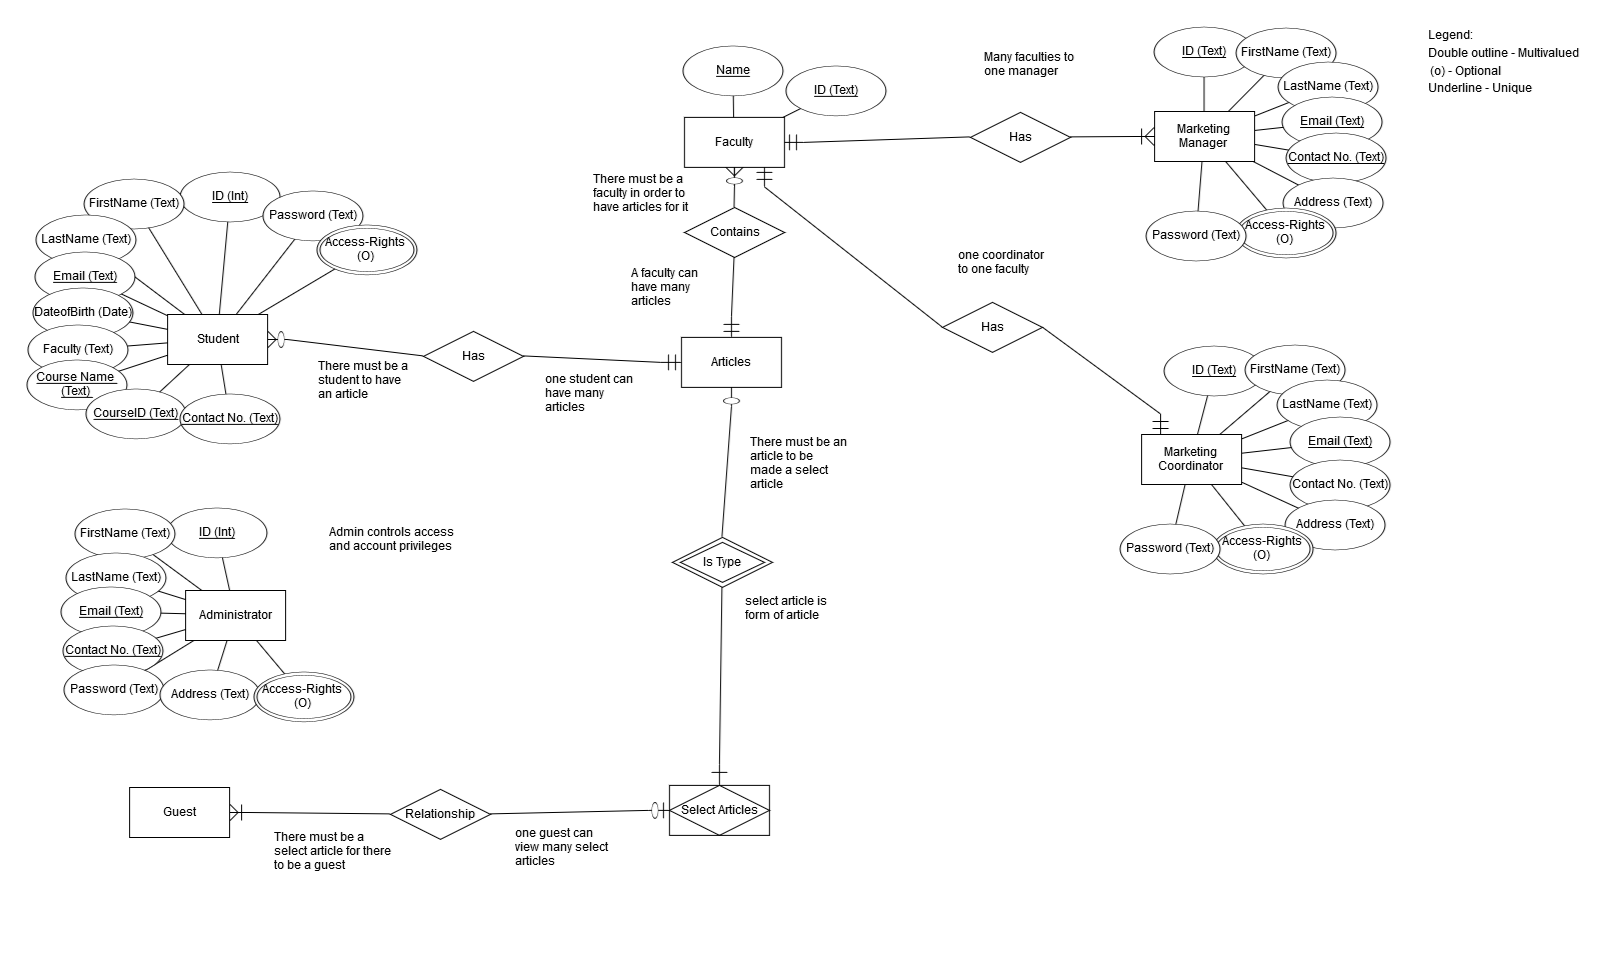 Legend:
Double outline - Multivalued
(o) - Optional
Underline - Unique
Name
ID (Text)
Faculty
Many faculties to
one manager
Has
ID (Text)
FirstName (Text)
LastName (Text)
Email (Text)
Contact No. (Text)
Address (Text)
Access-Rights
(O)
Password (Text)
Marketing
Manager
There must be a
faculty in order to
have articles for it
Contains
A faculty can
have many
articles
one coordinator
to one faculty
Has
FirstName (Text)
ID (Int)
Password (Text)
Access-Rights
(O)
LastName (Text)
Email (Text)
DateofBirth (Date)
Faculty (Text)
Course Name
(Text)
CourseID (Text)
Contact No. (Text)
Student
There must be a
student to have
an article
Has
one student can
have many
articles
Articles
There must be an
article to be
made a select
article
Is Type
select article is
form of article
ID (Text)
FirstName (Text)
LastName (Text)
Email (Text)
Contact No. (Text)
Address (Text)
Access-Rights
(O)
Password (Text)
Marketing
Coordinator
FirstName (Text)
ID (Int)
LastName (Text)
Email (Text)
Contact No. (Text)
Password (Text)
Address (Text)
Access-Rights
(O)
Administrator
Admin controls access
and account privileges
Guest
There must be a
select article for there
to be a guest
Relationship
one guest can
view many select
articles
Select Articles